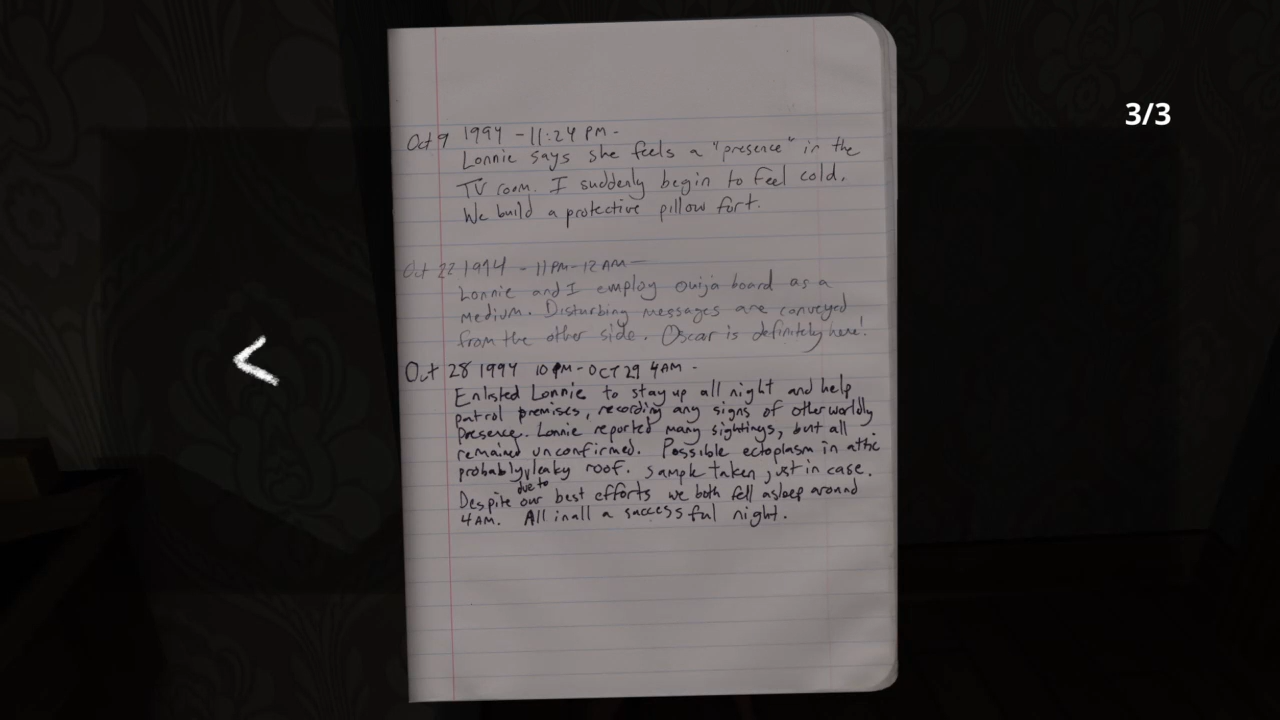 3/3
Oct 9 1994 - 11:24 PM -
Lonnie says she feels a "presence" in the
TV room. I suddenly begin to feel cold.
We build a protective pillow fort.
Oct 22 1994 - 11PM-12AM -
Lonnie and I employ ouija board as a
medium. Disturbing messages are conveyed
from the other side. Oscar is definitely here!
Oct 28 1994 10PM - OCT 29 4AM -
Enlisted Lonnie to stay up all night and help
patrol premises, recording any signs of otherworldly
presence. Lonnie reported many sightings, but all
remained unconfirmed. Possible ectoplasm in attic
probably leaky roof. Sample taken just in case.
due to
Despite our best efforts we both fell asleep around
4AM. All in all a successful night.